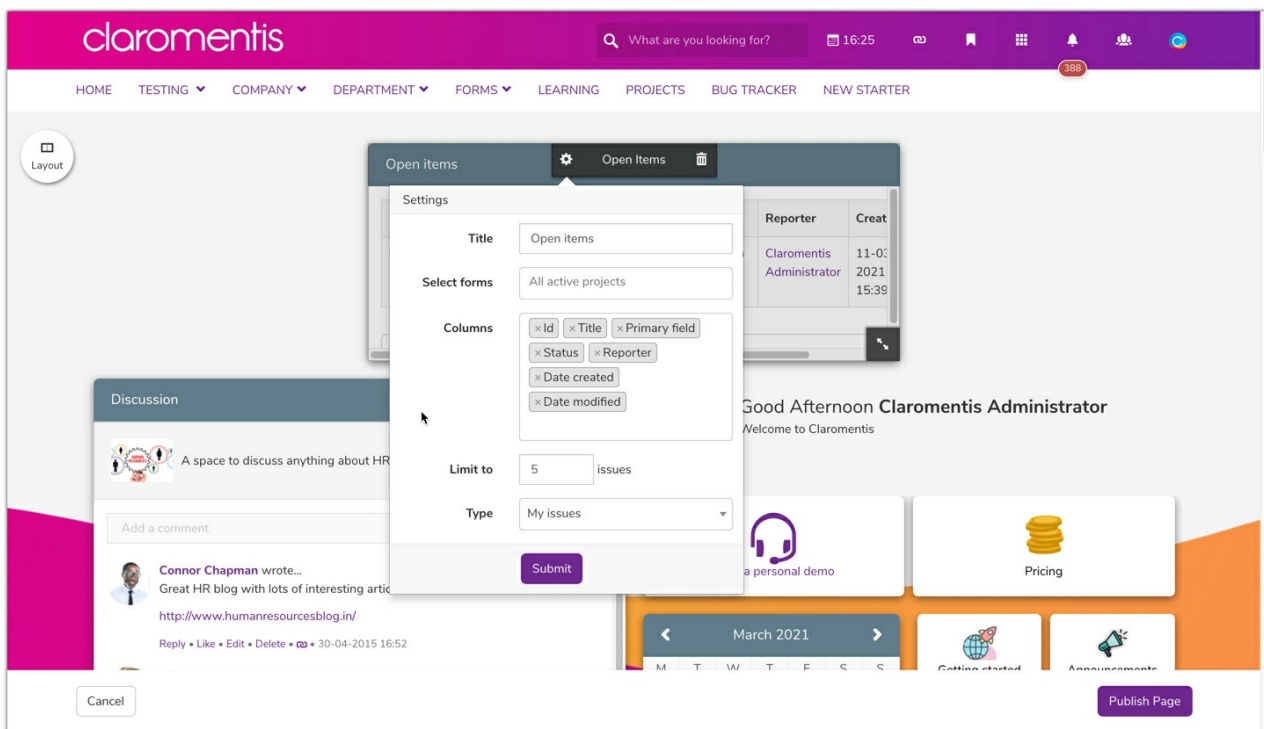 claromentis
What are you looking for?
16:25
388
HOME TESTING COMPANY DEPARTMENT FORMS LEARNING PROJECTS BUG TRACKER NEW STARTER
Layout
Open items
Open Items
Settings
Title Open items
Select forms All active projects
Columns ×Id ×Title ×Primary field
×Status ×Reporter
×Date created
×Date modified
Limit to 5 issues
Type My issues
Submit
Reporter Creat
Claromentis 11-03
Administrator 2021
15:39
Discussion
A space to discuss anything about HR
Add a comment
Connor Chapman wrote...
Great HR blog with lots of interesting artic
http://www.humanresourcesblog.in/
Reply • Like • Edit • Delete • 30-04-2015 16:52
Good Afternoon Claromentis Administrator
Welcome to Claromentis
a personal demo
Pricing
March 2021
M T W T F S S
Getting started
Announcements
Cancel
Publish Page